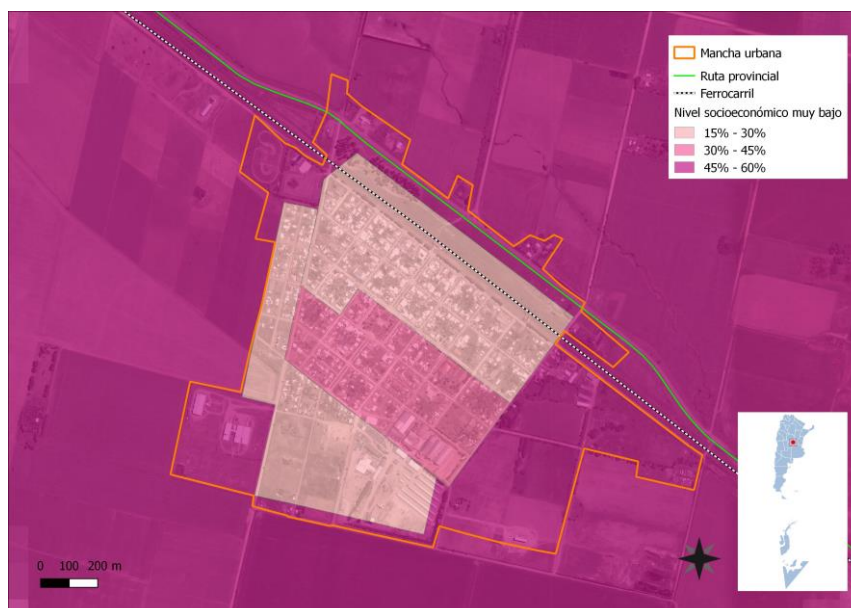 Mancha urbana
Ruta provincial
Ferrocarril
Nivel socioeconómico muy bajo
15% - 30%
30% - 45%
45% - 60%
0 100 200 m